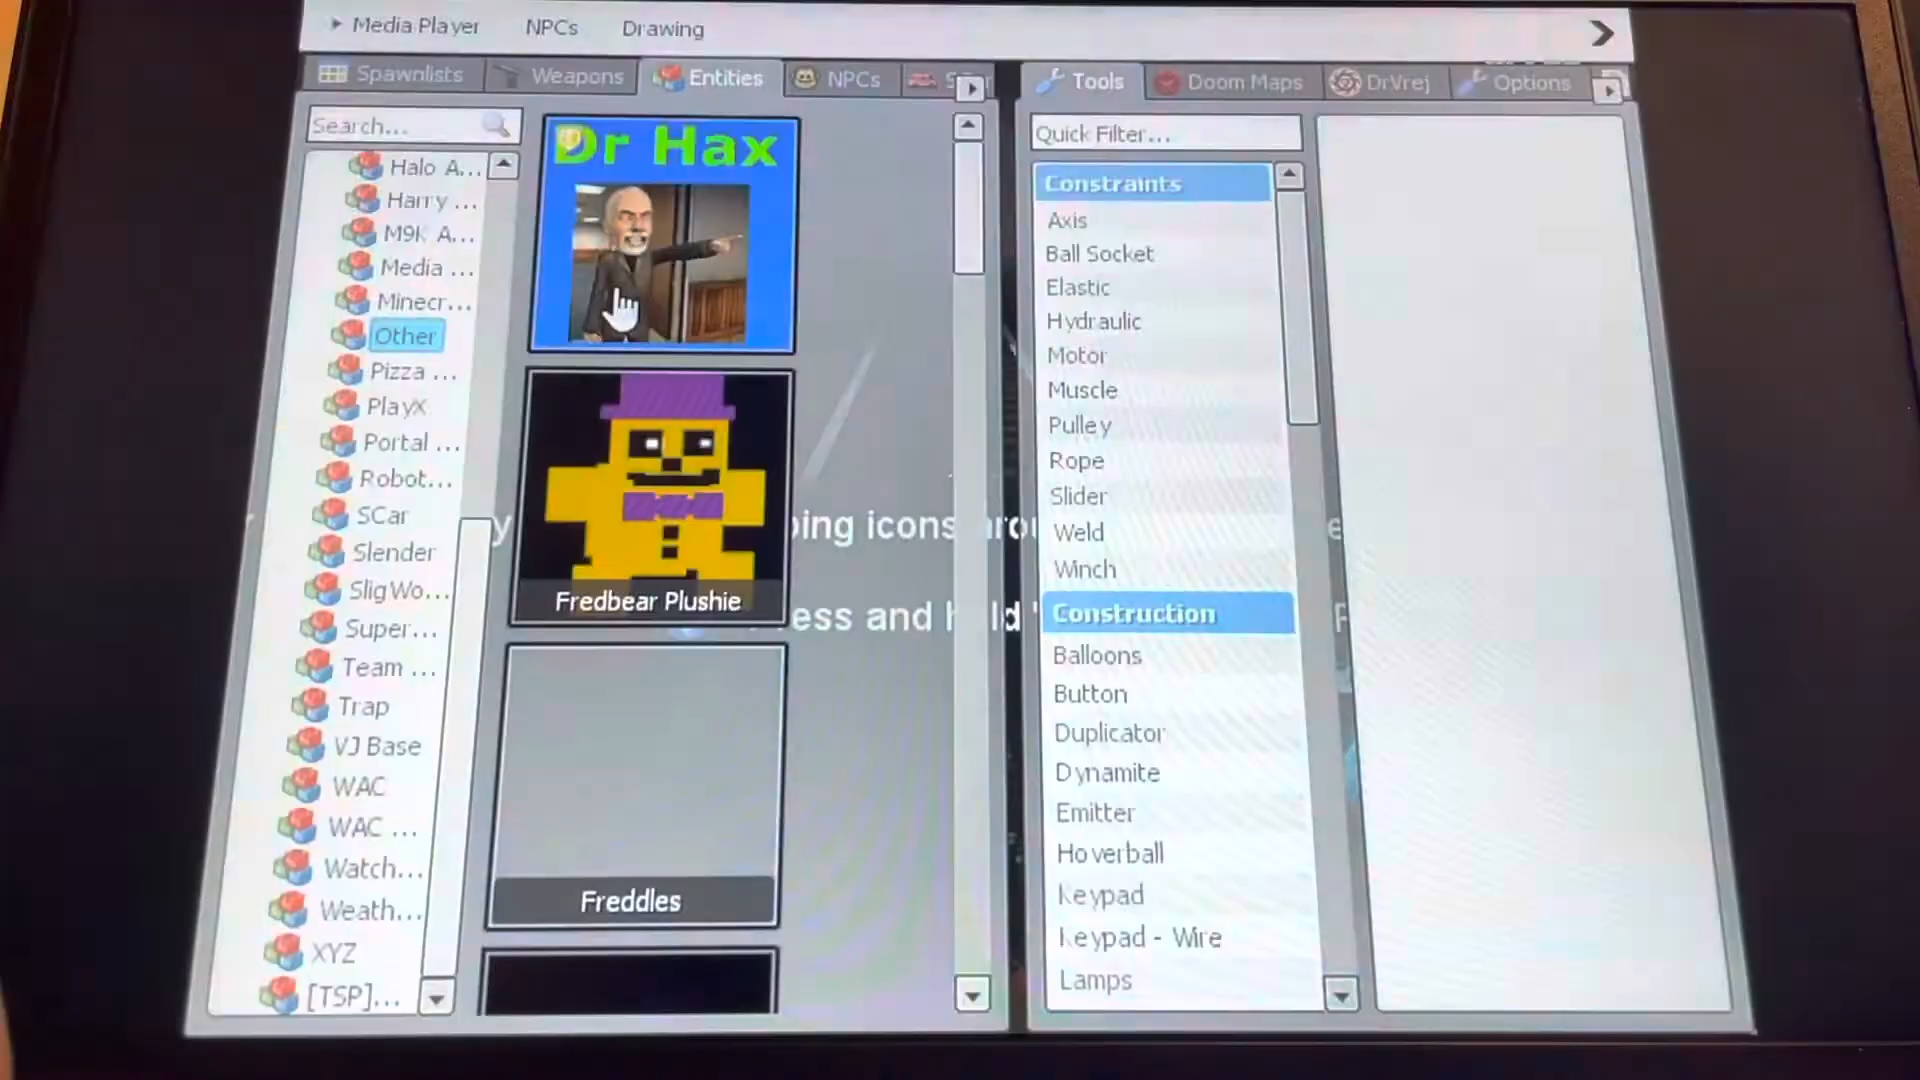 Media Player NPCs Drawing
Spawnlists Weapons Entities NPCs
Search...
Halo A...
Harry ...
M9K A...
Media ...
Minecr...
Other
Pizza ...
PlayX
Portal ...
Robot...
SCar
Slender
SligWo...
Super...
Team ...
Trap
VJ Base
WAC
WAC ...
Watch...
Weath...
XYZ
[TSP]...
Dr Hax
Fredbear Plushie
Freddles
ping icons
ess and h ld
Tools Doom Maps DrVrej Options
Quick Filter...
Constraints
Axis
Ball Socket
Elastic
Hydraulic
Motor
Muscle
Pulley
Rope
Slider
Weld
Winch
Construction
Balloons
Button
Duplicator
Dynamite
Emitter
Hoverball
Keypad
Keypad - Wire
Lamps